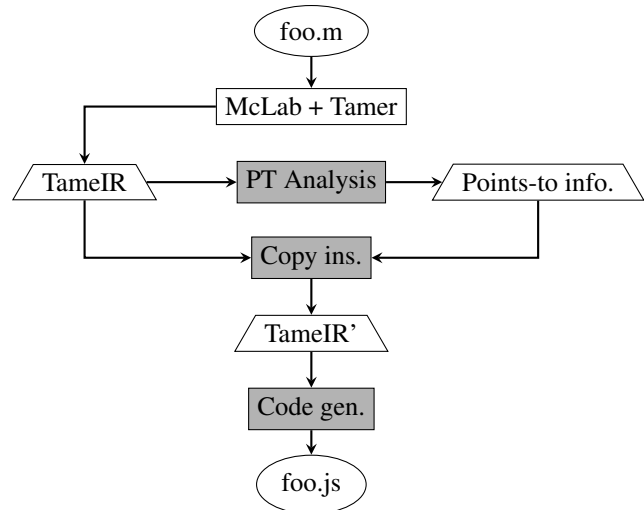 foo.m
McLab + Tamer
TameIR
PT Analysis
Points-to info.
Copy ins.
TameIR’
Code gen.
foo.js